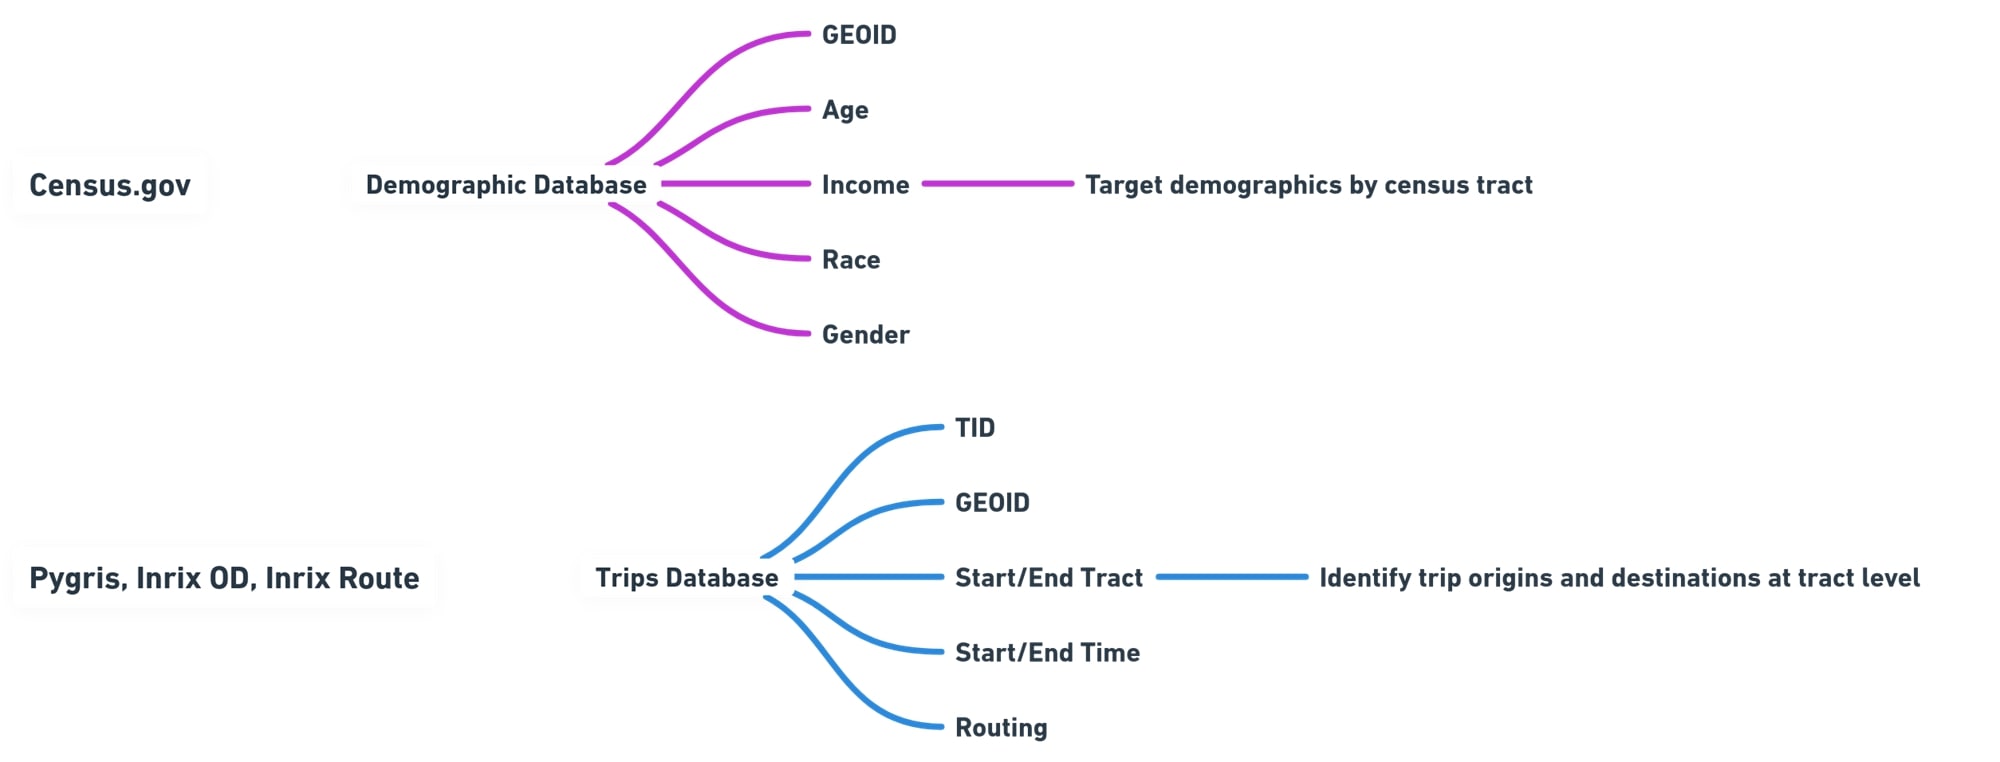 GEOID
Age
Census.gov
Demographic Database
Income
Target demographics by census tract
Race
Gender
TID
GEOID
Pygris, Inrix OD, Inrix Route
Trips Database
Start/End Tract
Identify trip origins and destinations at tract level
Start/End Time
Routing